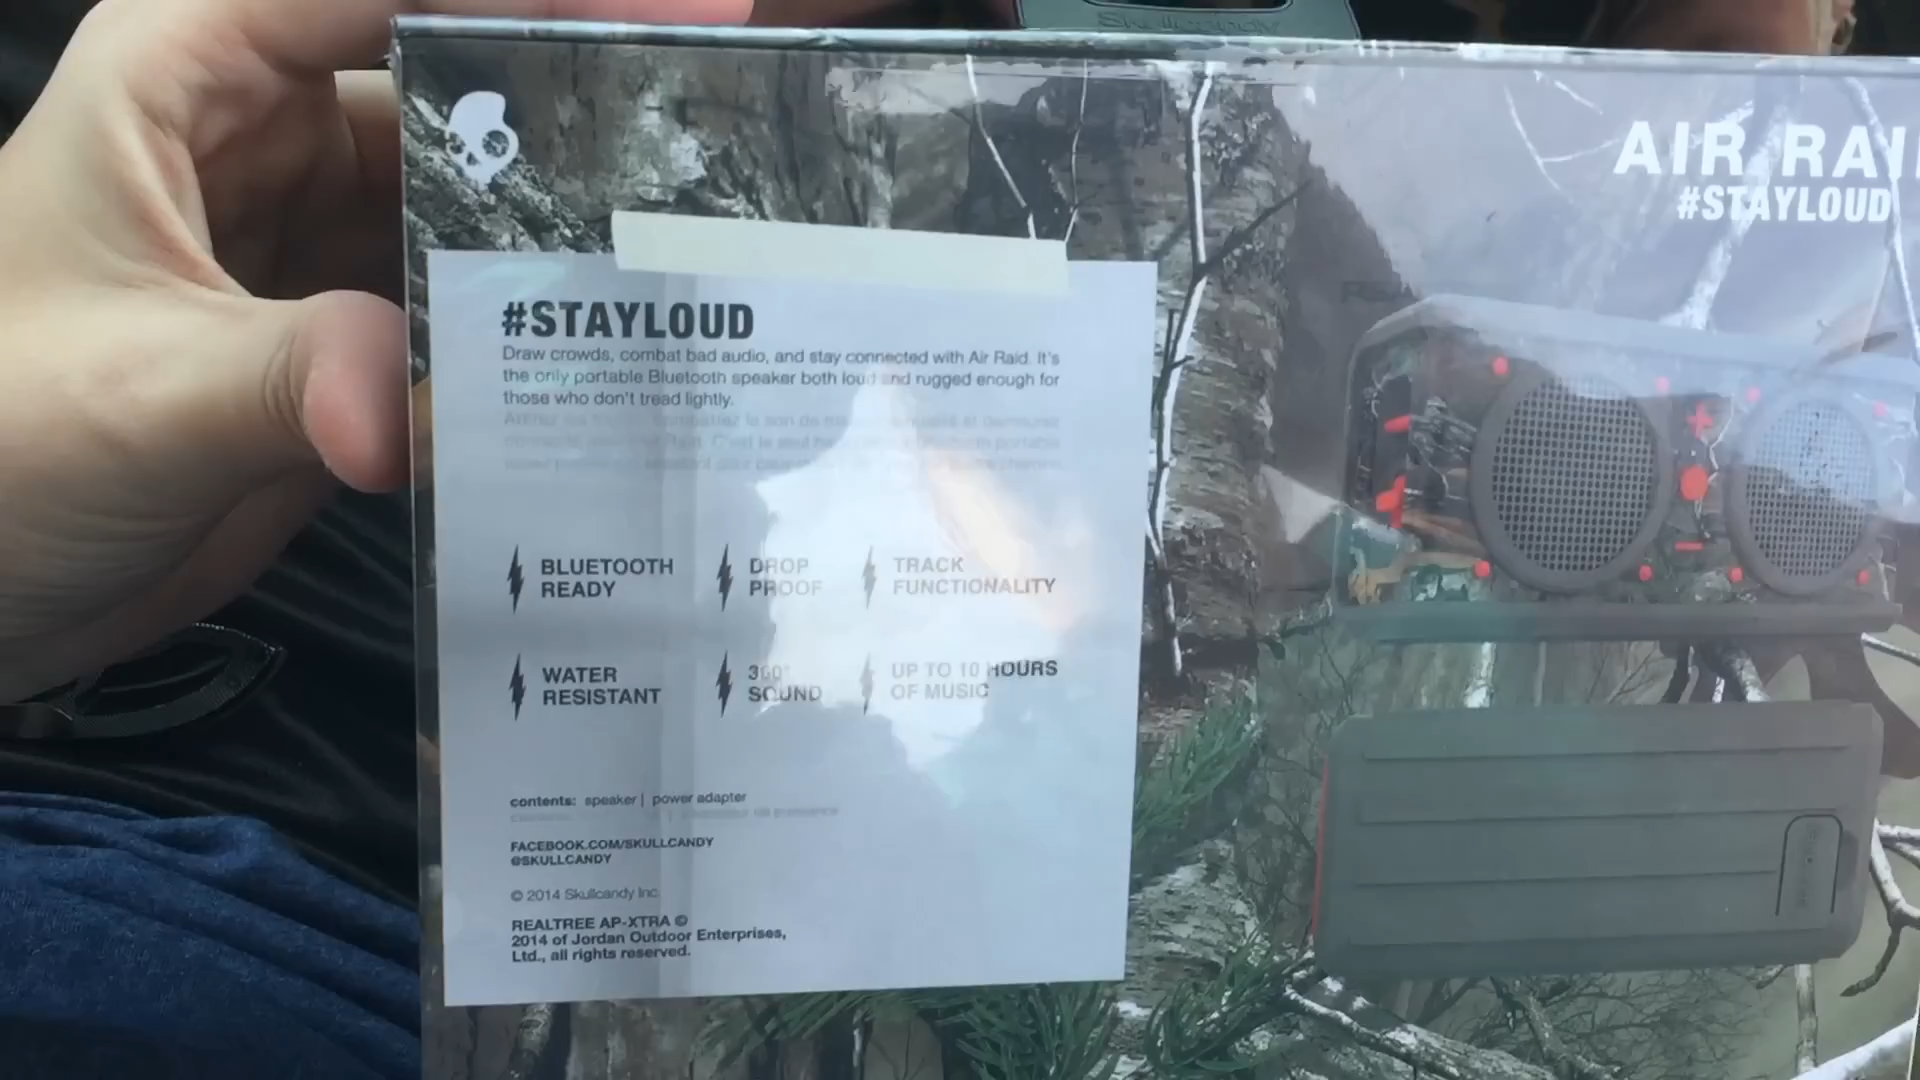 Skullcandy
AIR RAI
#STAYLOUD
#STAYLOUD
Draw crowds, combat bad audio, and stay connected with Air Raid. It's
the only portable Bluetooth speaker both loud and rugged enough for
those who don't tread lightly.
BLUETOOTH
READY
DROP
PROOF
TRACK
FUNCTIONALITY
WATER
RESISTANT
360°
SOUND
UP TO 10 HOURS
OF MUSIC
contents: speaker | power adapter
FACEBOOK.COM/SKULLCANDY
@SKULLCANDY
© 2014 Skullcandy Inc.
REALTREE AP-XTRA ©
2014 of Jordan Outdoor Enterprises,
Ltd., all rights reserved.